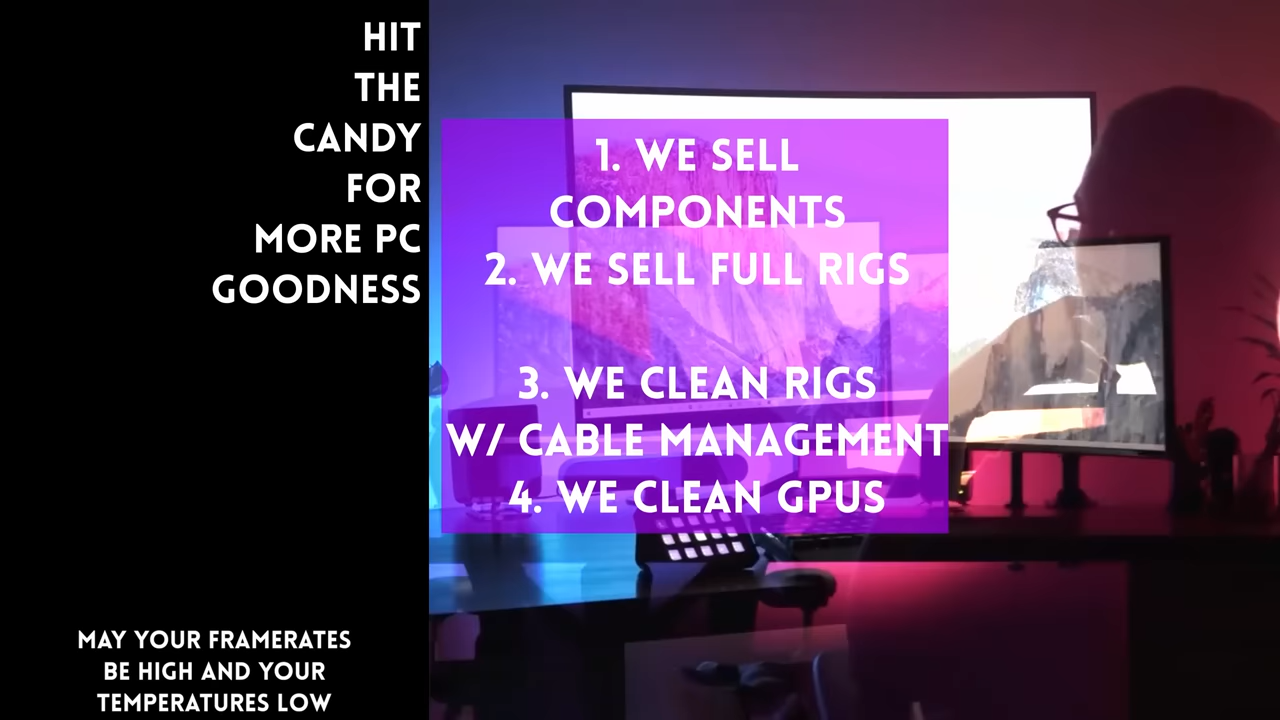 HIT
THE
CANDY
FOR
MORE PC
GOODNESS
1. WE SELL
COMPONENTS
2. WE SELL FULL RIGS
3. WE CLEAN RIGS
W/ CABLE MANAGEMENT
4. WE CLEAN GPUS
MAY YOUR FRAMERATES
BE HIGH AND YOUR
TEMPERATURES LOW